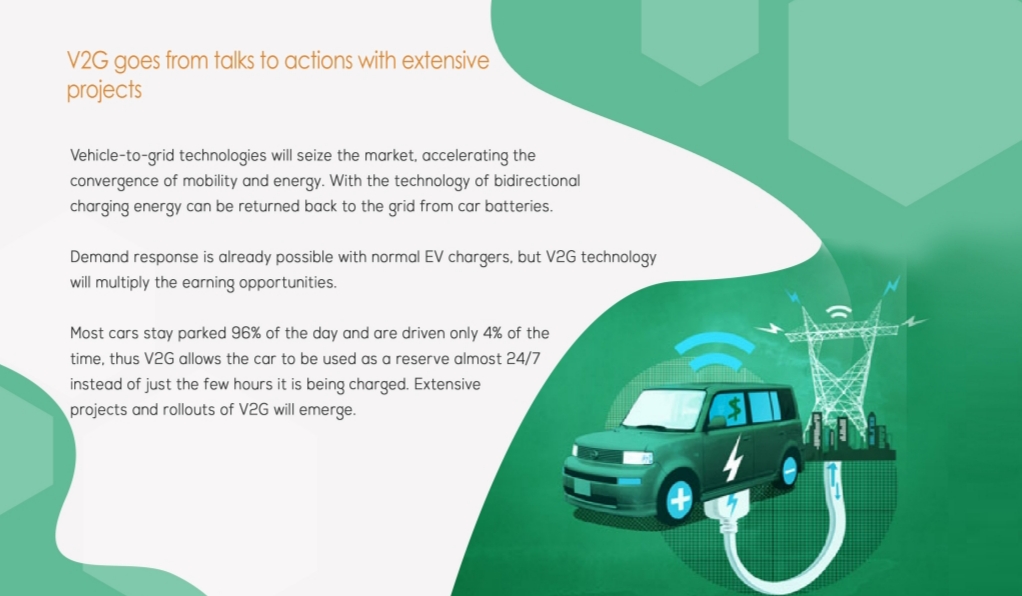 V2G goes from talks to actions with extensive
projects
Vehicle-to-grid technologies will seize the market, accelerating the
convergence of mobility and energy. With the technology of bidirectional
charging energy can be returned back to the grid from car batteries.
Demand response is already possible with normal EV chargers, but V2G technology
will multiply the earning opportunities.
Most cars stay parked 96% of the day and are driven only 4% of the
time, thus V2G allows the car to be used as a reserve almost 24/7
instead of just the few hours it is being charged. Extensive
projects and rollouts of V2G will emerge.
$